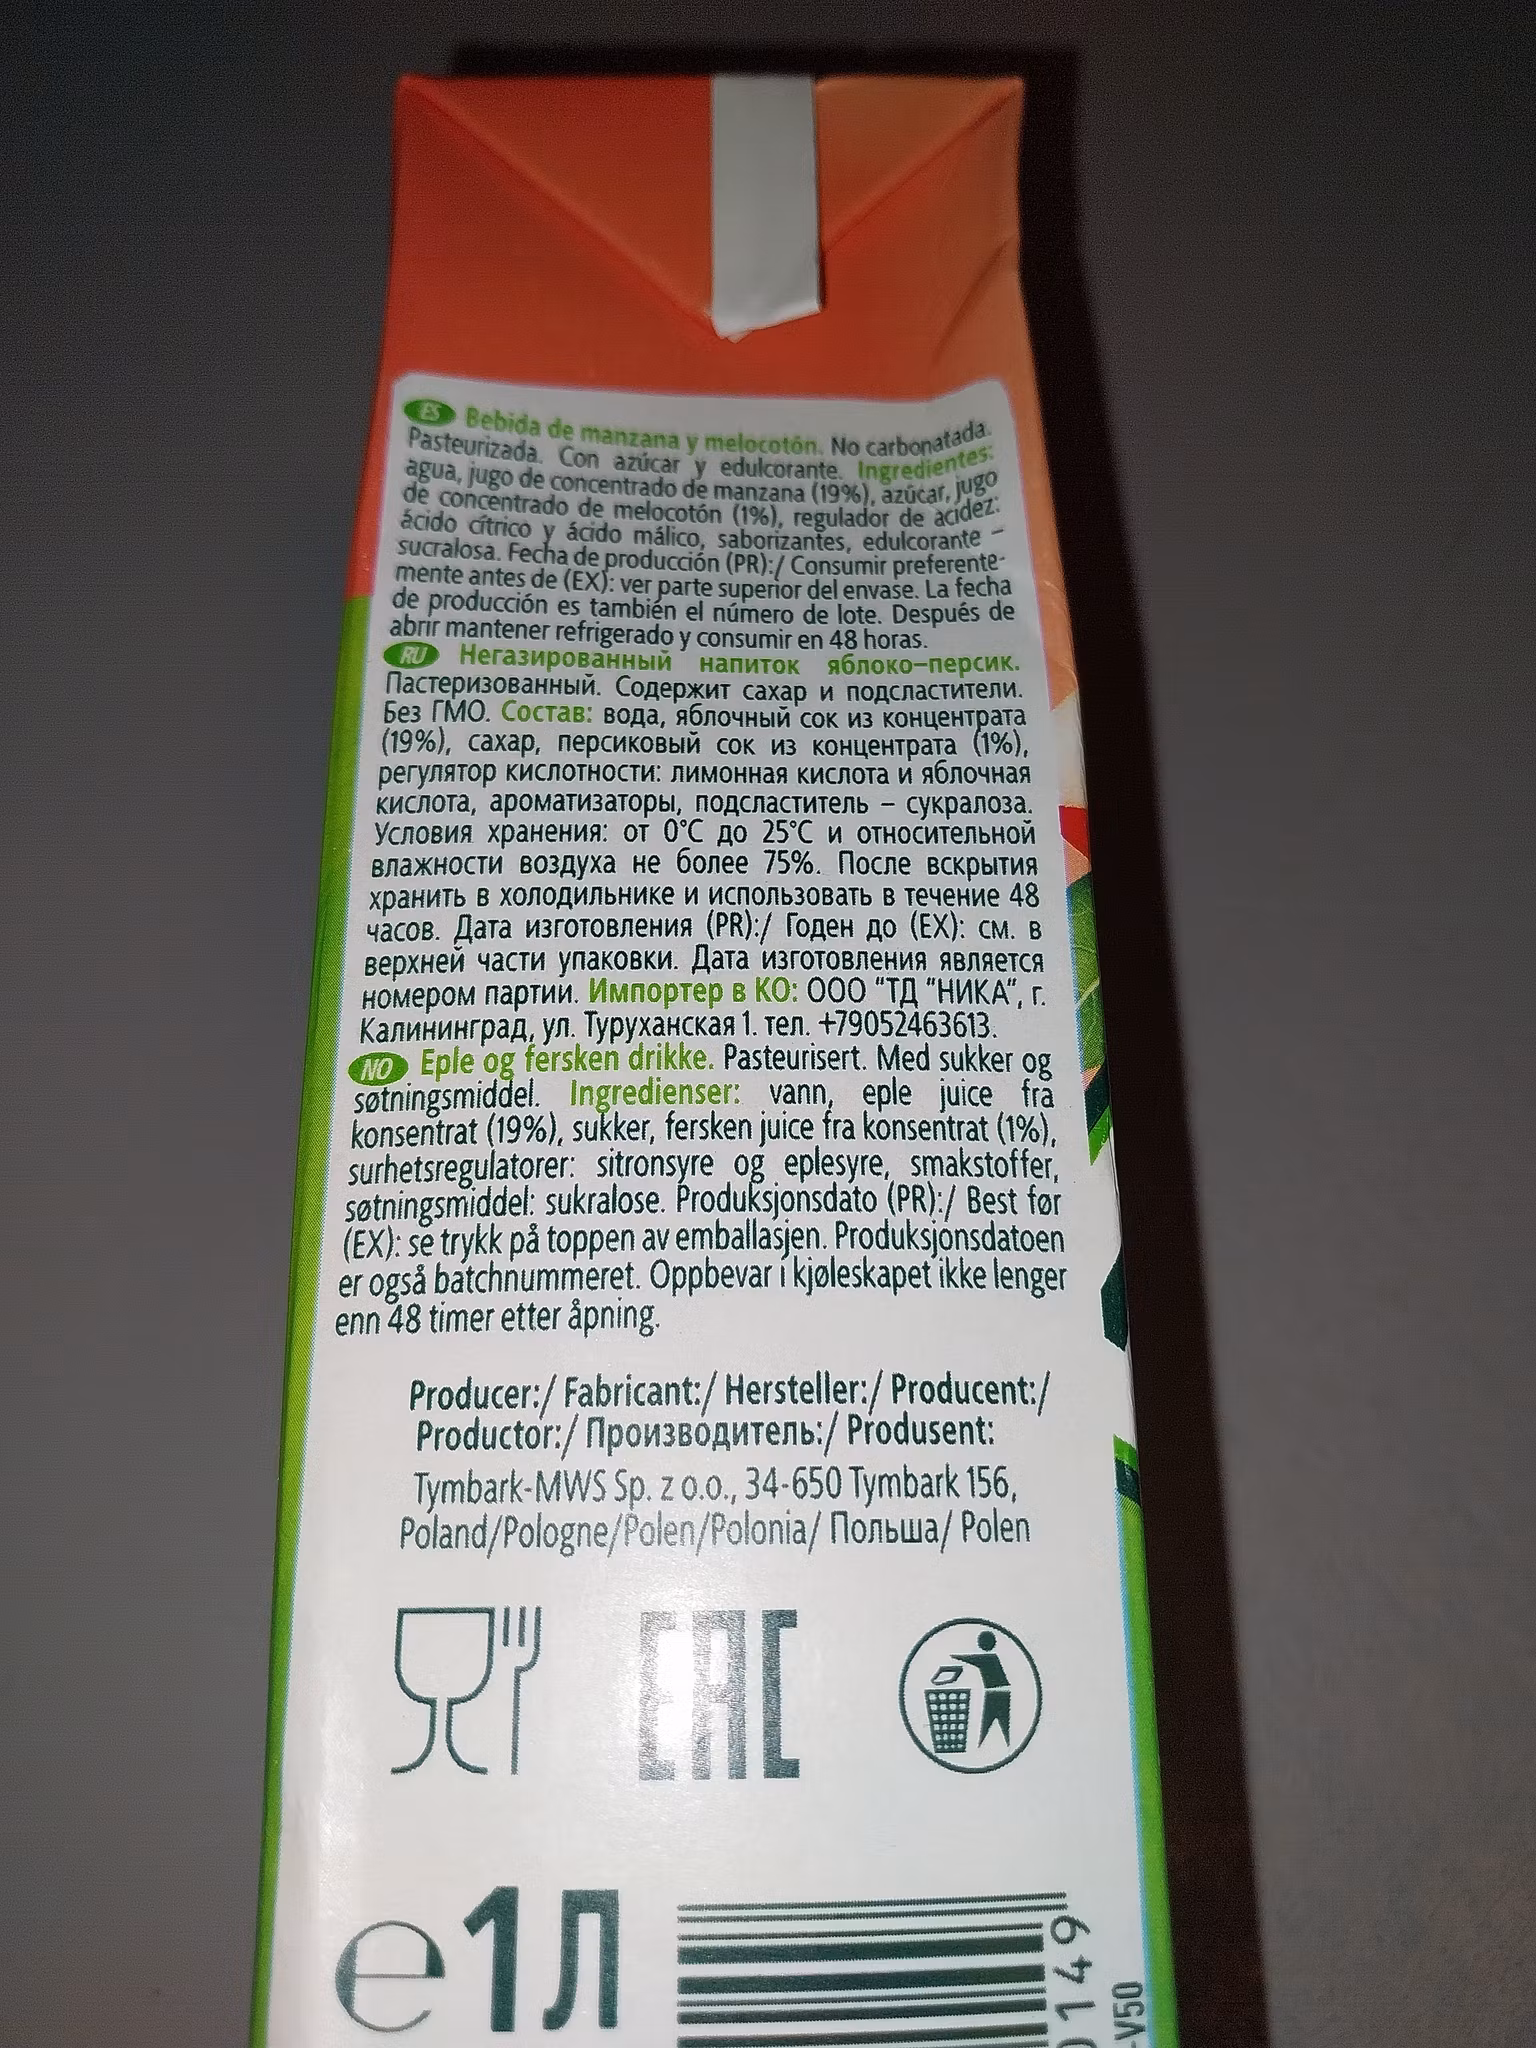 ES Bebida de manzana y melocotón. No carbonatada.
Pasteurizada. Con azúcar y edulcorante. Ingredientes:
agua, jugo de concentrado de manzana (19%), azúcar, jugo
de concentrado de melocotón (1%), regulador de acidez:
ácido cítrico y ácido málico, saborizantes, edulcorante –
sucralosa. Fecha de producción (PR):/ Consumir preferente-
mente antes de (EX): ver parte superior del envase. La fecha
de producción es también el número de lote. Después de
abrir mantener refrigerado y consumir en 48 horas.
RU Негазированный напиток яблоко–персик.
Пастеризованный. Содержит сахар и подсластители.
Без ГМО. Состав: вода, яблочный сок из концентрата
(19%), сахар, персиковый сок из концентрата (1%),
регулятор кислотности: лимонная кислота и яблочная
кислота, ароматизаторы, подсластитель – сукралоза.
Условия хранения: от 0°C до 25°C и относительной
влажности воздуха не более 75%. После вскрытия
хранить в холодильнике и использовать в течение 48
часов. Дата изготовления (PR):/ Годен до (EX): см. в
верхней части упаковки. Дата изготовления является
номером партии. Импортер в КО: ООО "ТД "НИКА", г.
Калининград, ул. Туруханская 1. тел. +79052463613.
NO Eple og fersken drikke. Pasteurisert. Med sukker og
søtningsmiddel. Ingredienser: vann, eple juice fra
konsentrat (19%), sukker, fersken juice fra konsentrat (1%),
surhetsregulatorer: sitronsyre og eplesyre, smakstoffer,
søtningsmiddel: sukralose. Produksjonsdato (PR):/ Best før
(EX): se trykk på toppen av emballasjen. Produksjonsdatoen
er også batchnummeret. Oppbevar i kjøleskapet ikke lenger
enn 48 timer etter åpning.
Producer:/ Fabricant:/ Hersteller:/ Producent:/
Productor:/ Производитель:/ Produsent:
Tymbark-MWS Sp. z o.o., 34-650 Tymbark 156,
Poland/Pologne/Polen/Polonia/ Польша/ Polen
EAC
e 1Л
0149
-V50